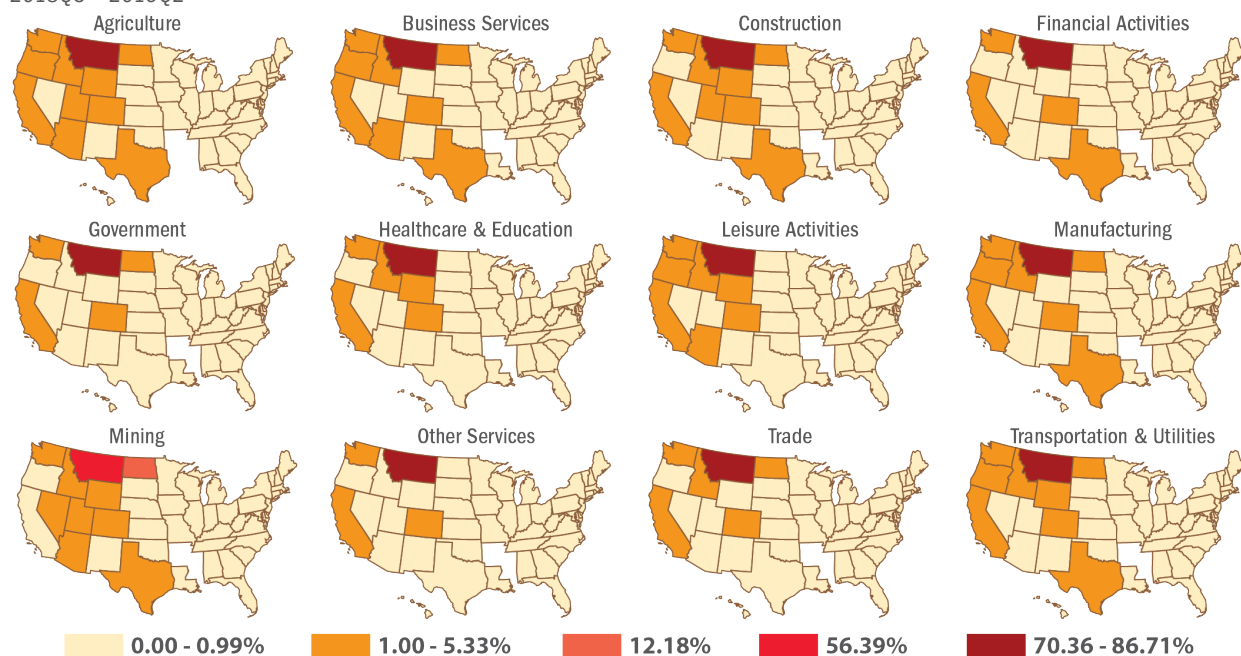 Agriculture
Business Services
Construction
Financial Activities
Government
Healthcare & Education
Leisure Activities
Manufacturing
Mining
Other Services
Trade
Transportation & Utilities
0.00 - 0.99%
1.00 - 5.33%
12.18%
56.39%
70.36 - 86.71%